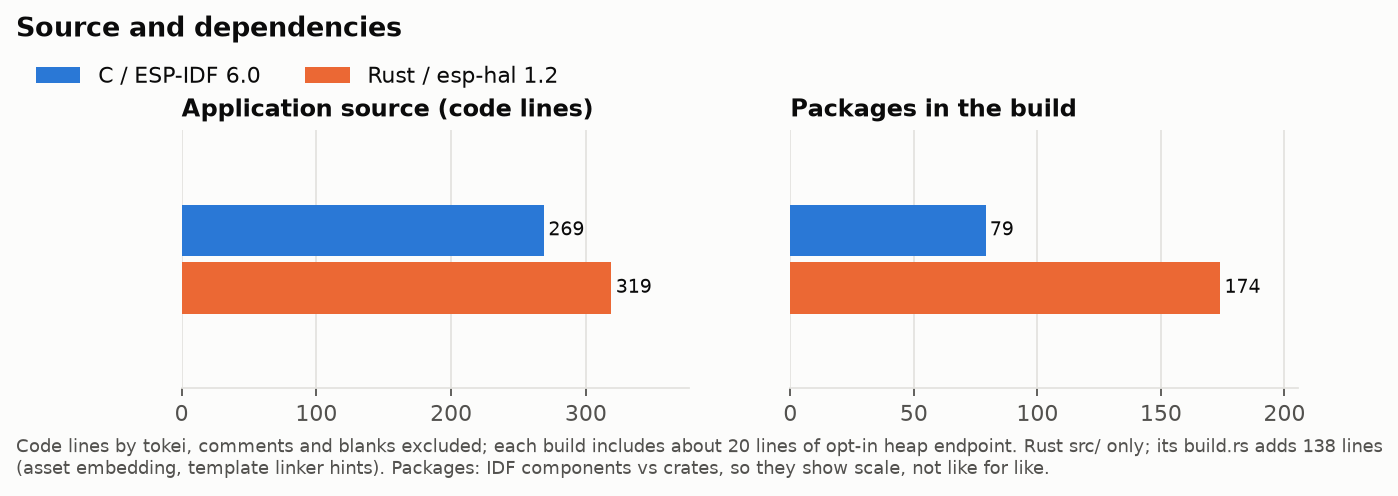 Source and dependencies
C / ESP-IDF 6.0 Rust / esp-hal 1.2
Application source (code lines)
269
319
0 100 200 300
Packages in the build
79
174
0 50 100 150 200
Code lines by tokei, comments and blanks excluded; each build includes about 20 lines of opt-in heap endpoint. Rust src/ only; its build.rs adds 138 lines
(asset embedding, template linker hints). Packages: IDF components vs crates, so they show scale, not like for like.